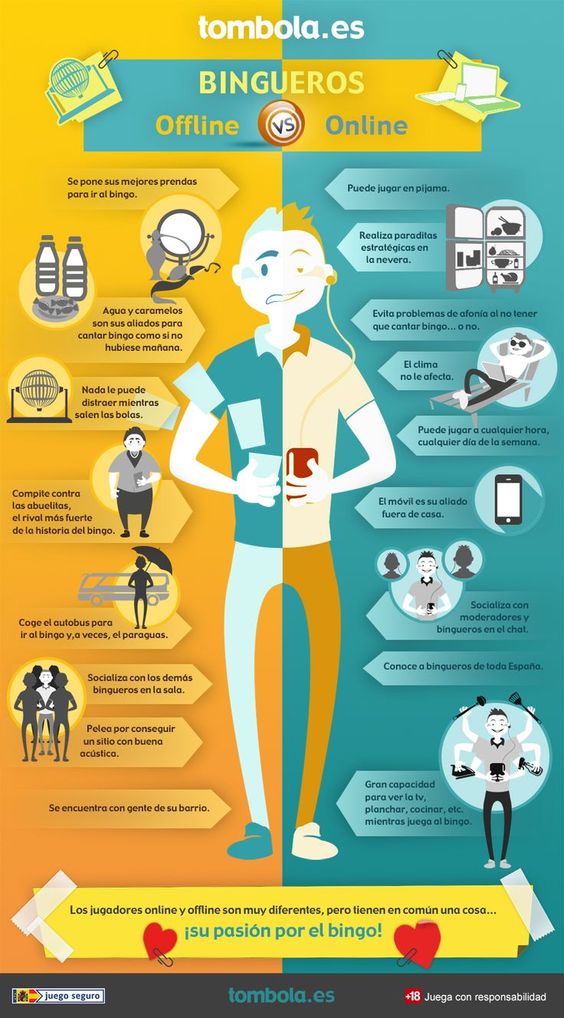 tombola.es
BINGUEROS
Offline VS Online
Se pone sus mejores prendas
para ir al bingo.
Agua y caramelos
son sus aliados para
cantar bingo como si no
hubiese mañana.
Nada le puede
distraer mientras
salen las bolas.
Compite contra
las abuelitas,
el rival más fuerte
de la historia del bingo.
Coge el autobus para
ir al bingo y,a veces, el paraguas.
Socializa con los demás
bingueros en la sala.
Pelea por conseguir
un sitio con buena
acústica.
Se encuentra con gente de su barrio.
Puede jugar en pijama.
Realiza paraditas
estratégicas en
la nevera.
Evita problemas de afonía al no tener
que cantar bingo... o no.
El clima
no le afecta.
Puede jugar a cualquier hora,
cualquier día de la semana.
El móvil es su aliado
fuera de casa.
Socializa con
moderadores y
bingueros en el chat.
Conoce a bingueros de toda España.
Gran capacidad
para ver la tv,
planchar, cocinar, etc.
mientras juega al bingo.
Los jugadores online y offline son muy diferentes, pero tienen en común una cosa...
¡su pasión por el bingo!
juego seguro
tombola.es
+18 Juega con responsabilidad